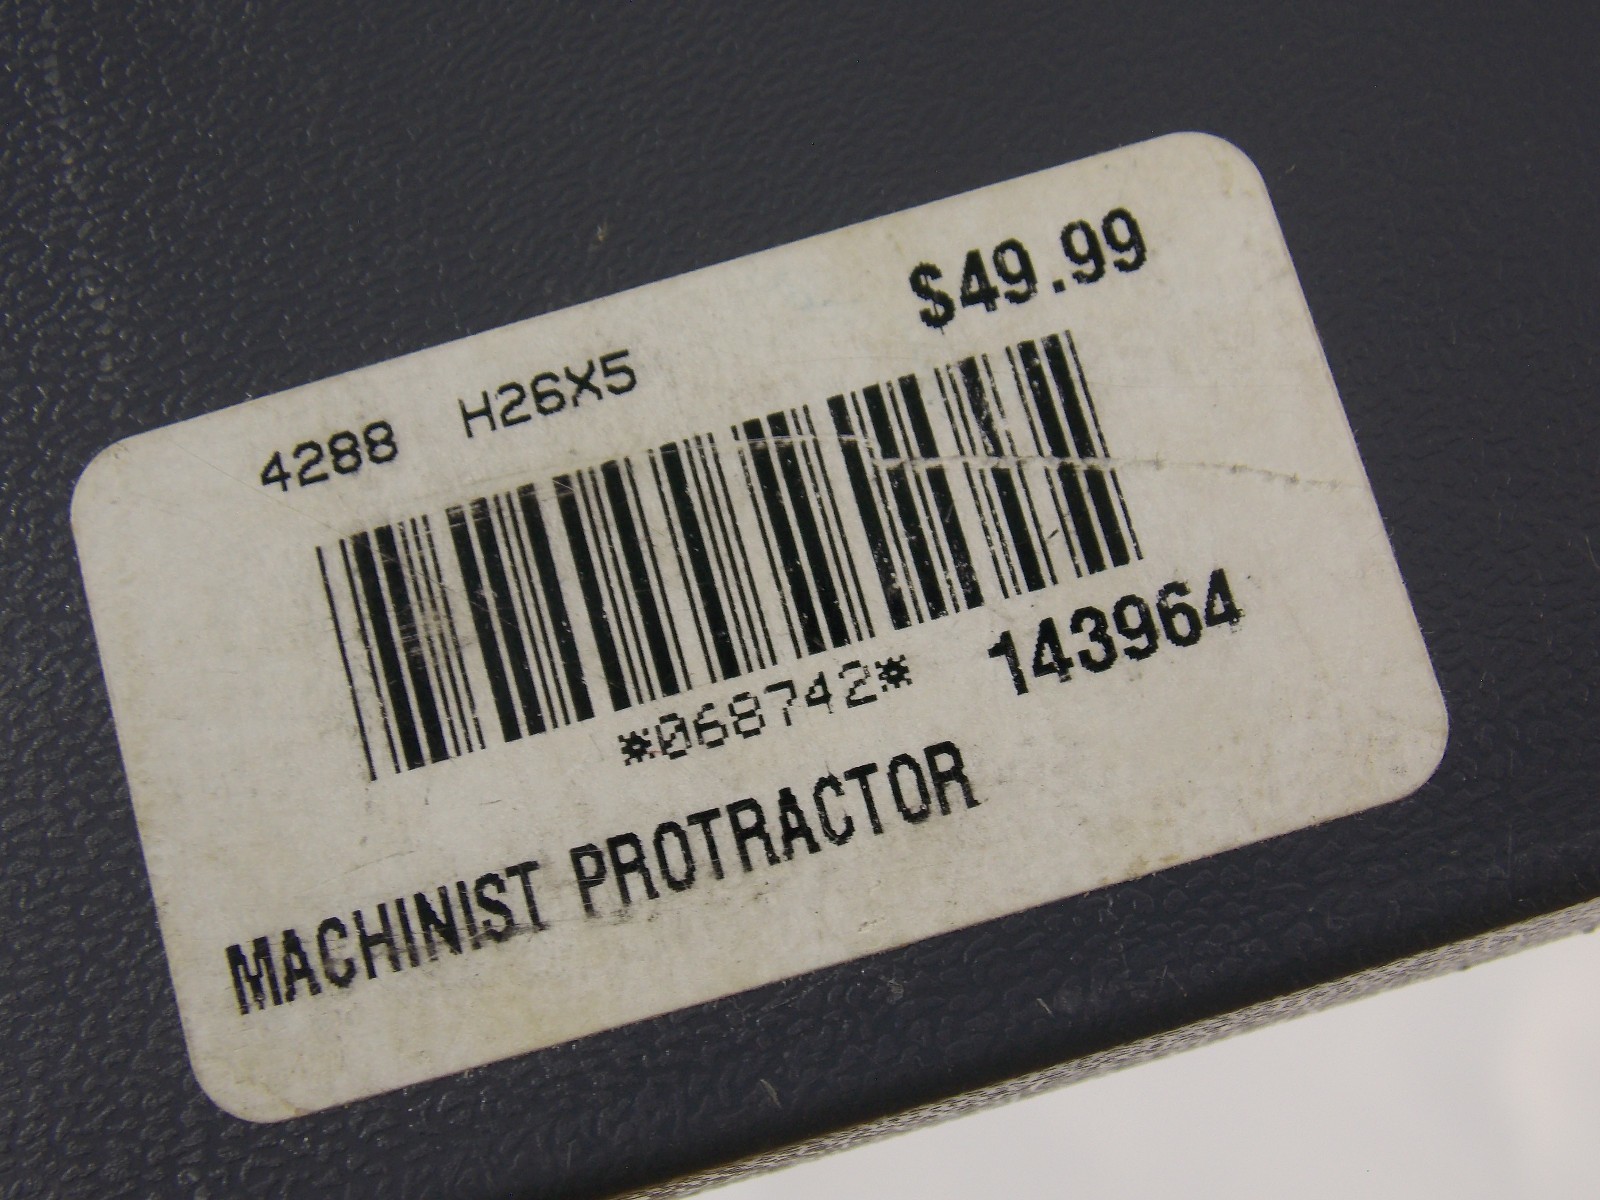 $49.99
4288 H26X5
*068742* 143964
MACHINIST PROTRACTOR